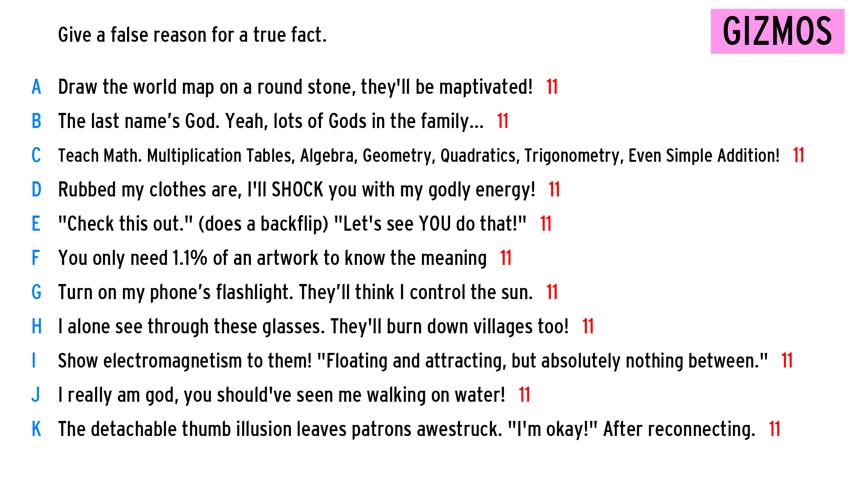 Give a false reason for a true fact.
GIZMOS
A Draw the world map on a round stone, they'll be maptivated! 11
B The last name's God. Yeah, lots of Gods in the family... 11
C Teach Math. Multiplication Tables, Algebra, Geometry, Quadratics, Trigonometry, Even Simple Addition! 11
D Rubbed my clothes are, I'll SHOCK you with my godly energy! 11
E "Check this out." (does a backflip) "Let's see YOU do that!" 11
F You only need 1.1% of an artwork to know the meaning 11
G Turn on my phone's flashlight. They'll think I control the sun. 11
H I alone see through these glasses. They'll burn down villages too! 11
I Show electromagnetism to them! "Floating and attracting, but absolutely nothing between." 11
J I really am god, you should've seen me walking on water! 11
K The detachable thumb illusion leaves patrons awestruck. "I'm okay!" After reconnecting. 11